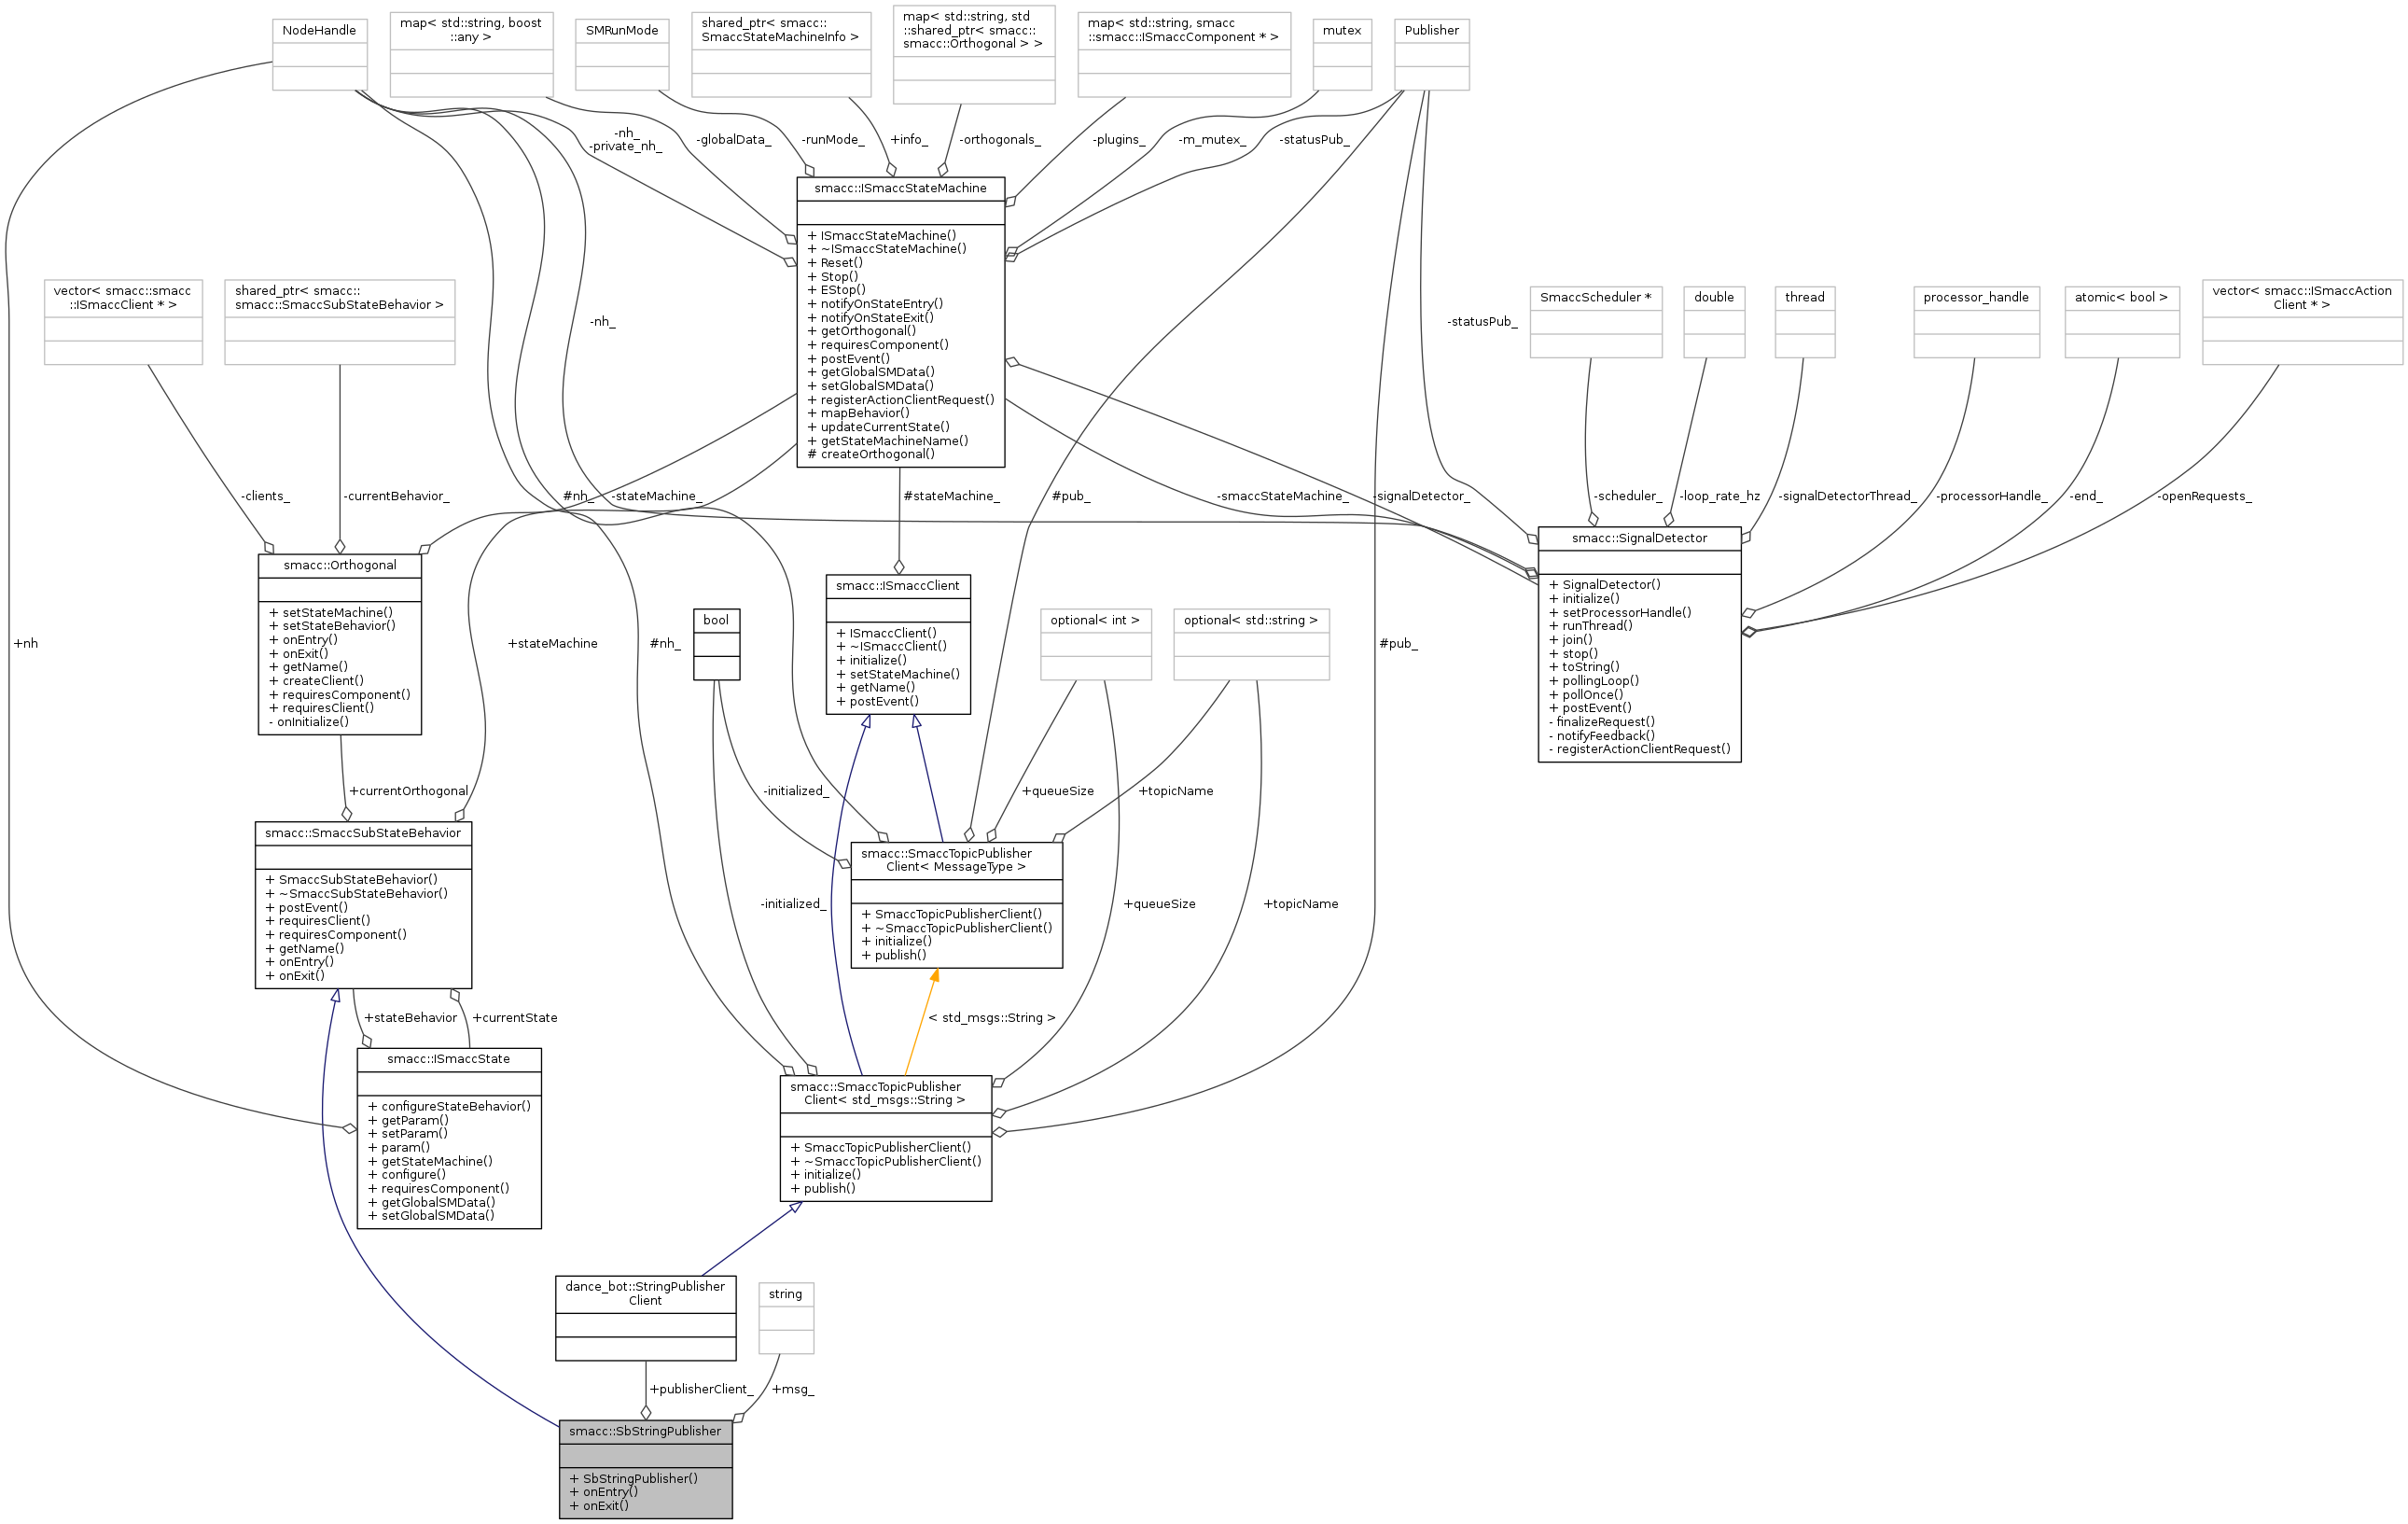 NodeHandle
map< std::string, boost
::any >
SMRunMode
shared_ptr< smacc::
SmaccStateMachineInfo >
map< std::string, std
::shared_ptr< smacc::
smacc::Orthogonal > >
map< std::string, smacc
::smacc::ISmaccComponent * >
mutex
Publisher
-nh_
-private_nh_
-globalData_
-runMode_
+info_
-orthogonals_
-plugins_
-m_mutex_
-statusPub_
smacc::ISmaccStateMachine
+ ISmaccStateMachine()
+ ~ISmaccStateMachine()
+ Reset()
+ Stop()
+ EStop()
+ notifyOnStateEntry()
+ notifyOnStateExit()
+ getOrthogonal()
+ requiresComponent()
+ postEvent()
+ getGlobalSMData()
+ setGlobalSMData()
+ registerActionClientRequest()
+ mapBehavior()
+ updateCurrentState()
+ getStateMachineName()
# createOrthogonal()
vector< smacc::smacc
::ISmaccClient * >
shared_ptr< smacc::
smacc::SmaccSubStateBehavior >
-nh_
-statusPub_
SmaccScheduler *
double
thread
processor_handle
atomic< bool >
vector< smacc::ISmaccAction
Client * >
-clients_
-currentBehavior_
#nh_
-stateMachine_
#stateMachine_
#pub_
-smaccStateMachine_
-signalDetector_
-scheduler_
-loop_rate_hz
-signalDetectorThread_
-processorHandle_
-end_
-openRequests_
smacc::Orthogonal
+ setStateMachine()
+ setStateBehavior()
+ onEntry()
+ onExit()
+ getName()
+ createClient()
+ requiresComponent()
+ requiresClient()
- onInitialize()
smacc::SignalDetector
+ SignalDetector()
+ initialize()
+ setProcessorHandle()
+ runThread()
+ join()
+ stop()
+ toString()
+ pollingLoop()
+ pollOnce()
+ postEvent()
- finalizeRequest()
- notifyFeedback()
- registerActionClientRequest()
smacc::ISmaccClient
+ ISmaccClient()
+ ~ISmaccClient()
+ initialize()
+ setStateMachine()
+ getName()
+ postEvent()
bool
optional< int >
optional< std::string >
+nh
+stateMachine
#nh_
#pub_
+currentOrthogonal
-initialized_
+queueSize
+topicName
smacc::SmaccSubStateBehavior
+ SmaccSubStateBehavior()
+ ~SmaccSubStateBehavior()
+ postEvent()
+ requiresClient()
+ requiresComponent()
+ getName()
+ onEntry()
+ onExit()
smacc::SmaccTopicPublisher
Client< MessageType >
+ SmaccTopicPublisherClient()
+ ~SmaccTopicPublisherClient()
+ initialize()
+ publish()
-initialized_
+queueSize
+topicName
+stateBehavior
+currentState
< std_msgs::String >
smacc::ISmaccState
+ configureStateBehavior()
+ getParam()
+ setParam()
+ param()
+ getStateMachine()
+ configure()
+ requiresComponent()
+ getGlobalSMData()
+ setGlobalSMData()
smacc::SmaccTopicPublisher
Client< std_msgs::String >
+ SmaccTopicPublisherClient()
+ ~SmaccTopicPublisherClient()
+ initialize()
+ publish()
dance_bot::StringPublisher
Client
string
+publisherClient_
+msg_
smacc::SbStringPublisher
+ SbStringPublisher()
+ onEntry()
+ onExit()